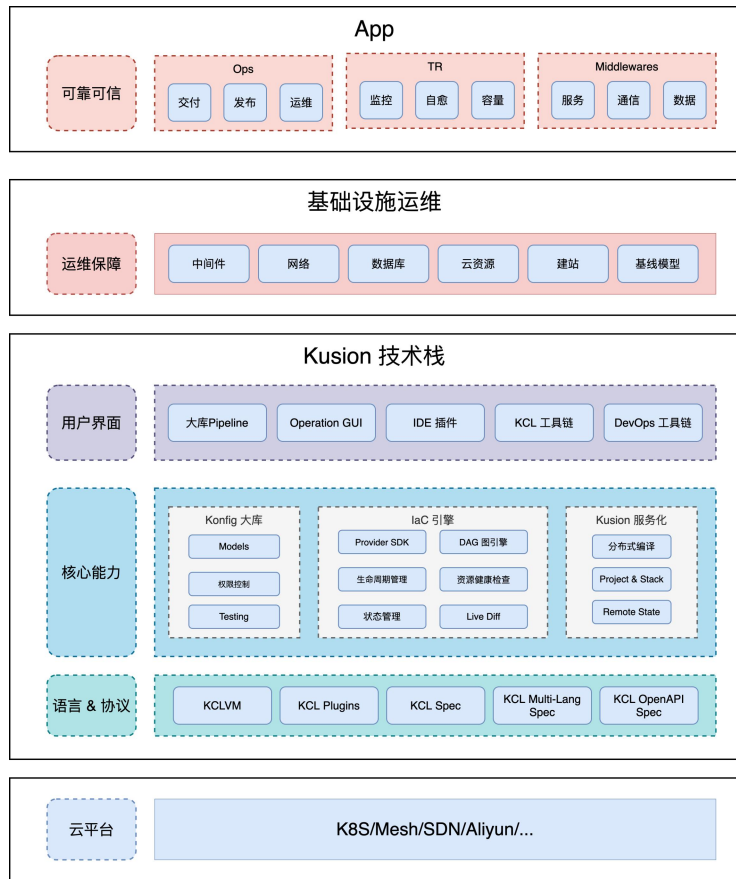 App
可靠可信
Ops
交付
发布
运维
TR
监控
自愈
容量
Middlewares
服务
通信
数据
基础设施运维
运维保障
中间件
网络
数据库
云资源
建站
基线模型
Kusion 技术栈
用户界面
大库Pipeline
Operation GUI
IDE 插件
KCL 工具链
DevOps 工具链
核心能力
Konfig 大库
Models
权限控制
Testing
IaC 引擎
Provider SDK
DAG 图引擎
生命周期管理
资源健康检查
状态管理
Live Diff
Kusion 服务化
分布式编译
Project & Stack
Remote State
语言 & 协议
KCLVM
KCL Plugins
KCL Spec
KCL Multi-Lang
Spec
KCL OpenAPI
Spec
云平台
K8S/Mesh/SDN/Aliyun/...